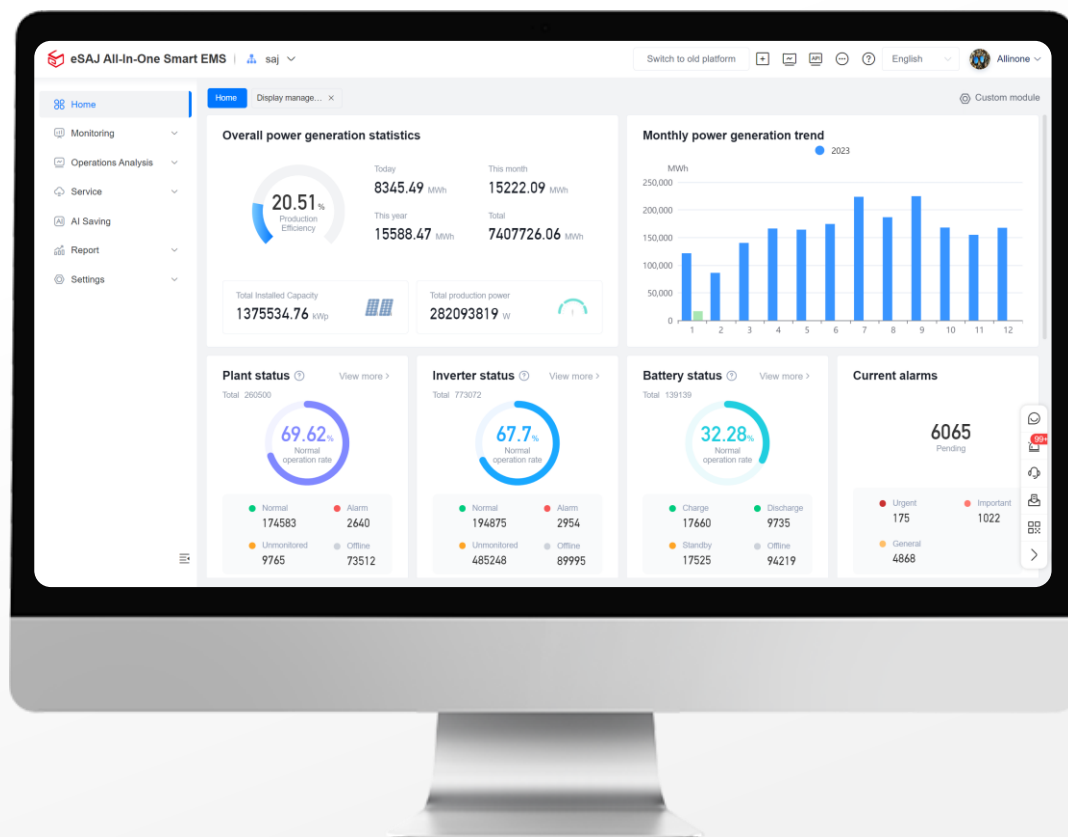 eSAJ All-In-One Smart EMS
saj
Switch to old platform
API
English
Allinone
Home
Monitoring
Operations Analysis
Service
AI
AI Saving
Report
Settings
Home
Display manage...
Custom module
Overall power generation statistics
20.51%
Production
Efficiency
Today
8345.49 MWh
This month
15222.09 MWh
This year
15588.47 MWh
Total
7407726.06 MWh
Total Installed Capacity
1375534.76 kWp
Total production power
282093819 W
Monthly power generation trend
2023
MWh
250,000
200,000
150,000
100,000
50,000
0
1 2 3 4 5 6 7 8 9 10 11 12
Plant status ?
View more >
Total 260500
69.62%
Normal
operation rate
Normal
174583
Alarm
2640
Unmonitored
9765
Offline
73512
Inverter status ?
View more >
Total 773072
67.7%
Normal
operation rate
Normal
194875
Alarm
2954
Unmonitored
485248
Offline
89995
Battery status ?
View more >
Total 139139
32.28%
Normal
operation rate
Charge
17660
Discharge
9735
Standby
17525
Offline
94219
Current alarms
6065
Pending
Urgent
175
Important
1022
General
4868
99+